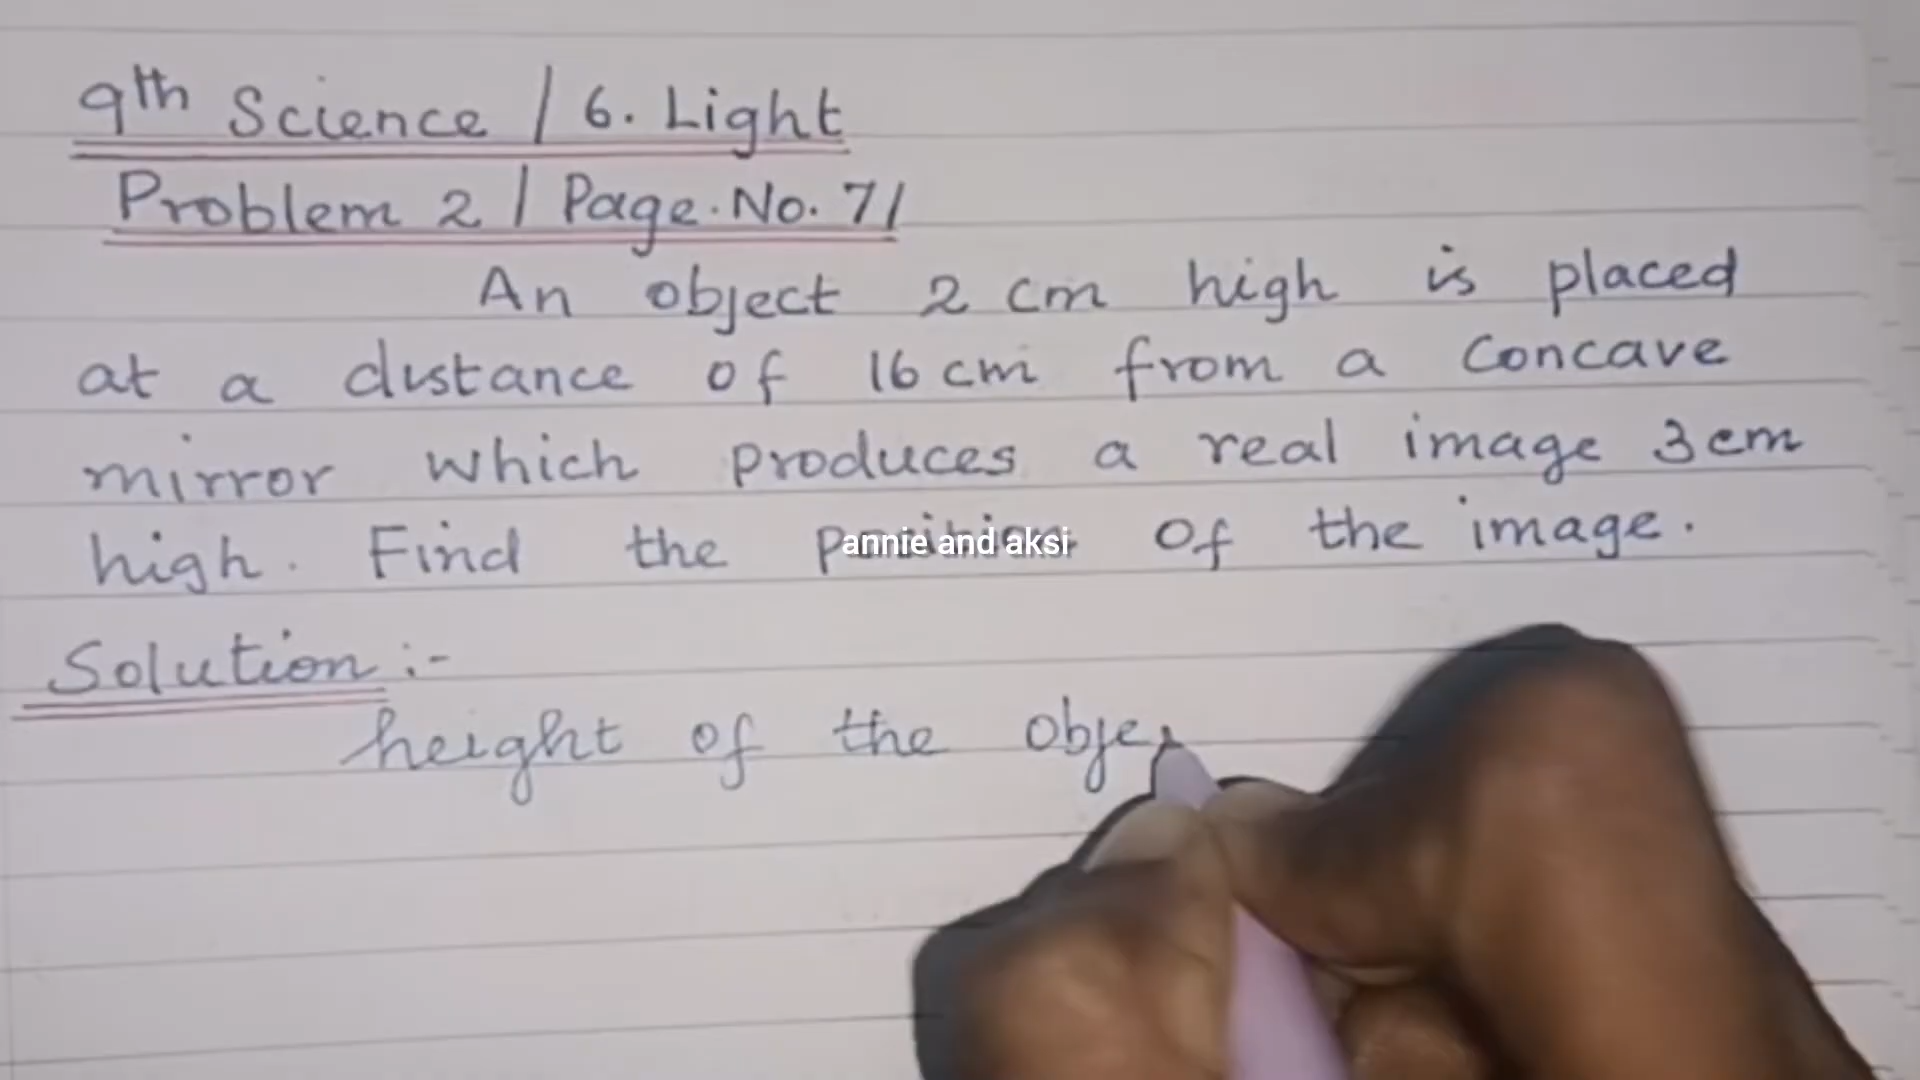 9th Science / 6. Light
Problem 2 / Page. No. 71
An object 2 cm high is placed
at a distance of 16 cm from a Concave
mirror which produces a real image 3 cm
high. Find the of the image.
annie and aksi
Solution :-
height of the obje